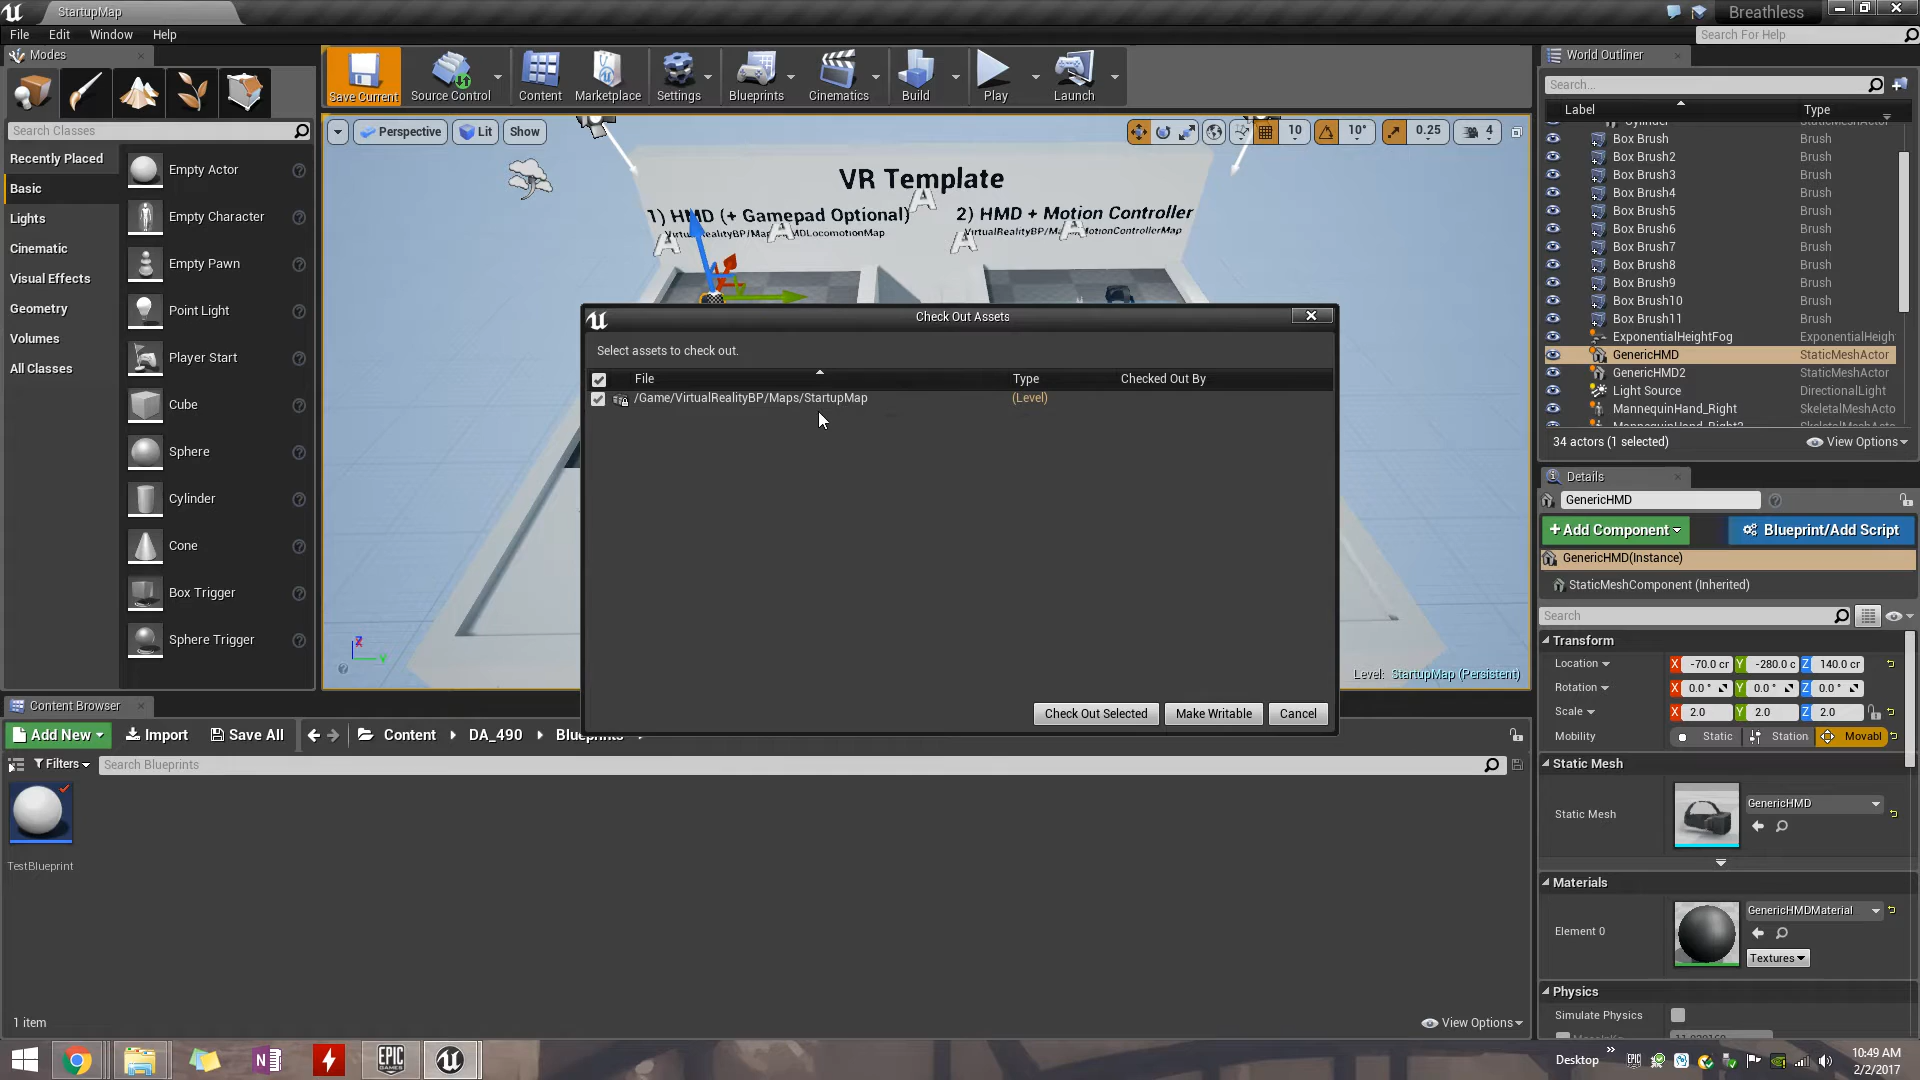 StartupMap
Breathless
File Edit Window Help
Search For Help
Modes
Save Current Source Control Content Marketplace Settings Blueprints Cinematics Build Play Launch
Search Classes
Recently Placed
Basic
Lights
Cinematic
Visual Effects
Geometry
Volumes
All Classes
Empty Actor
Empty Character
Empty Pawn
Point Light
Player Start
Cube
Sphere
Cylinder
Cone
Box Trigger
Sphere Trigger
Perspective Lit Show
10 10° 0.25 4
VR Template
1) HMD (+ Gamepad Optional) 2) HMD + Motion Controller
Level: StartupMap (Persistent)
Check Out Assets
Select assets to check out.
File Type Checked Out By
/Game/VirtualRealityBP/Maps/StartupMap (Level)
Check Out Selected Make Writable Cancel
World Outliner
Search...
Label Type
Box Brush Brush
Box Brush2 Brush
Box Brush3 Brush
Box Brush4 Brush
Box Brush5 Brush
Box Brush6 Brush
Box Brush7 Brush
Box Brush8 Brush
Box Brush9 Brush
Box Brush10 Brush
Box Brush11 Brush
ExponentialHeightFog ExponentialHeigh
GenericHMD StaticMeshActor
GenericHMD2 StaticMeshActor
Light Source DirectionalLight
MannequinHand_Right SkeletalMeshActo
34 actors (1 selected) View Options
Details
GenericHMD
+Add Component Blueprint/Add Script
GenericHMD(Instance)
StaticMeshComponent (Inherited)
Search
Transform
Location X -70.0 cr Y -280.0 c Z 140.0 cr
Rotation X 0.0 ° Y 0.0 ° Z 0.0 °
Scale X 2.0 Y 2.0 Z 2.0
Mobility Static Station Movabl
Static Mesh
Static Mesh GenericHMD
Materials
Element 0 GenericHMDMaterial
Textures
Physics
Simulate Physics
Content Browser
Add New Import Save All Content DA_490 Blueprints
Filters Search Blueprints
TestBlueprint
1 item View Options
EPIC GAMES
Desktop
10:49 AM
2/2/2017